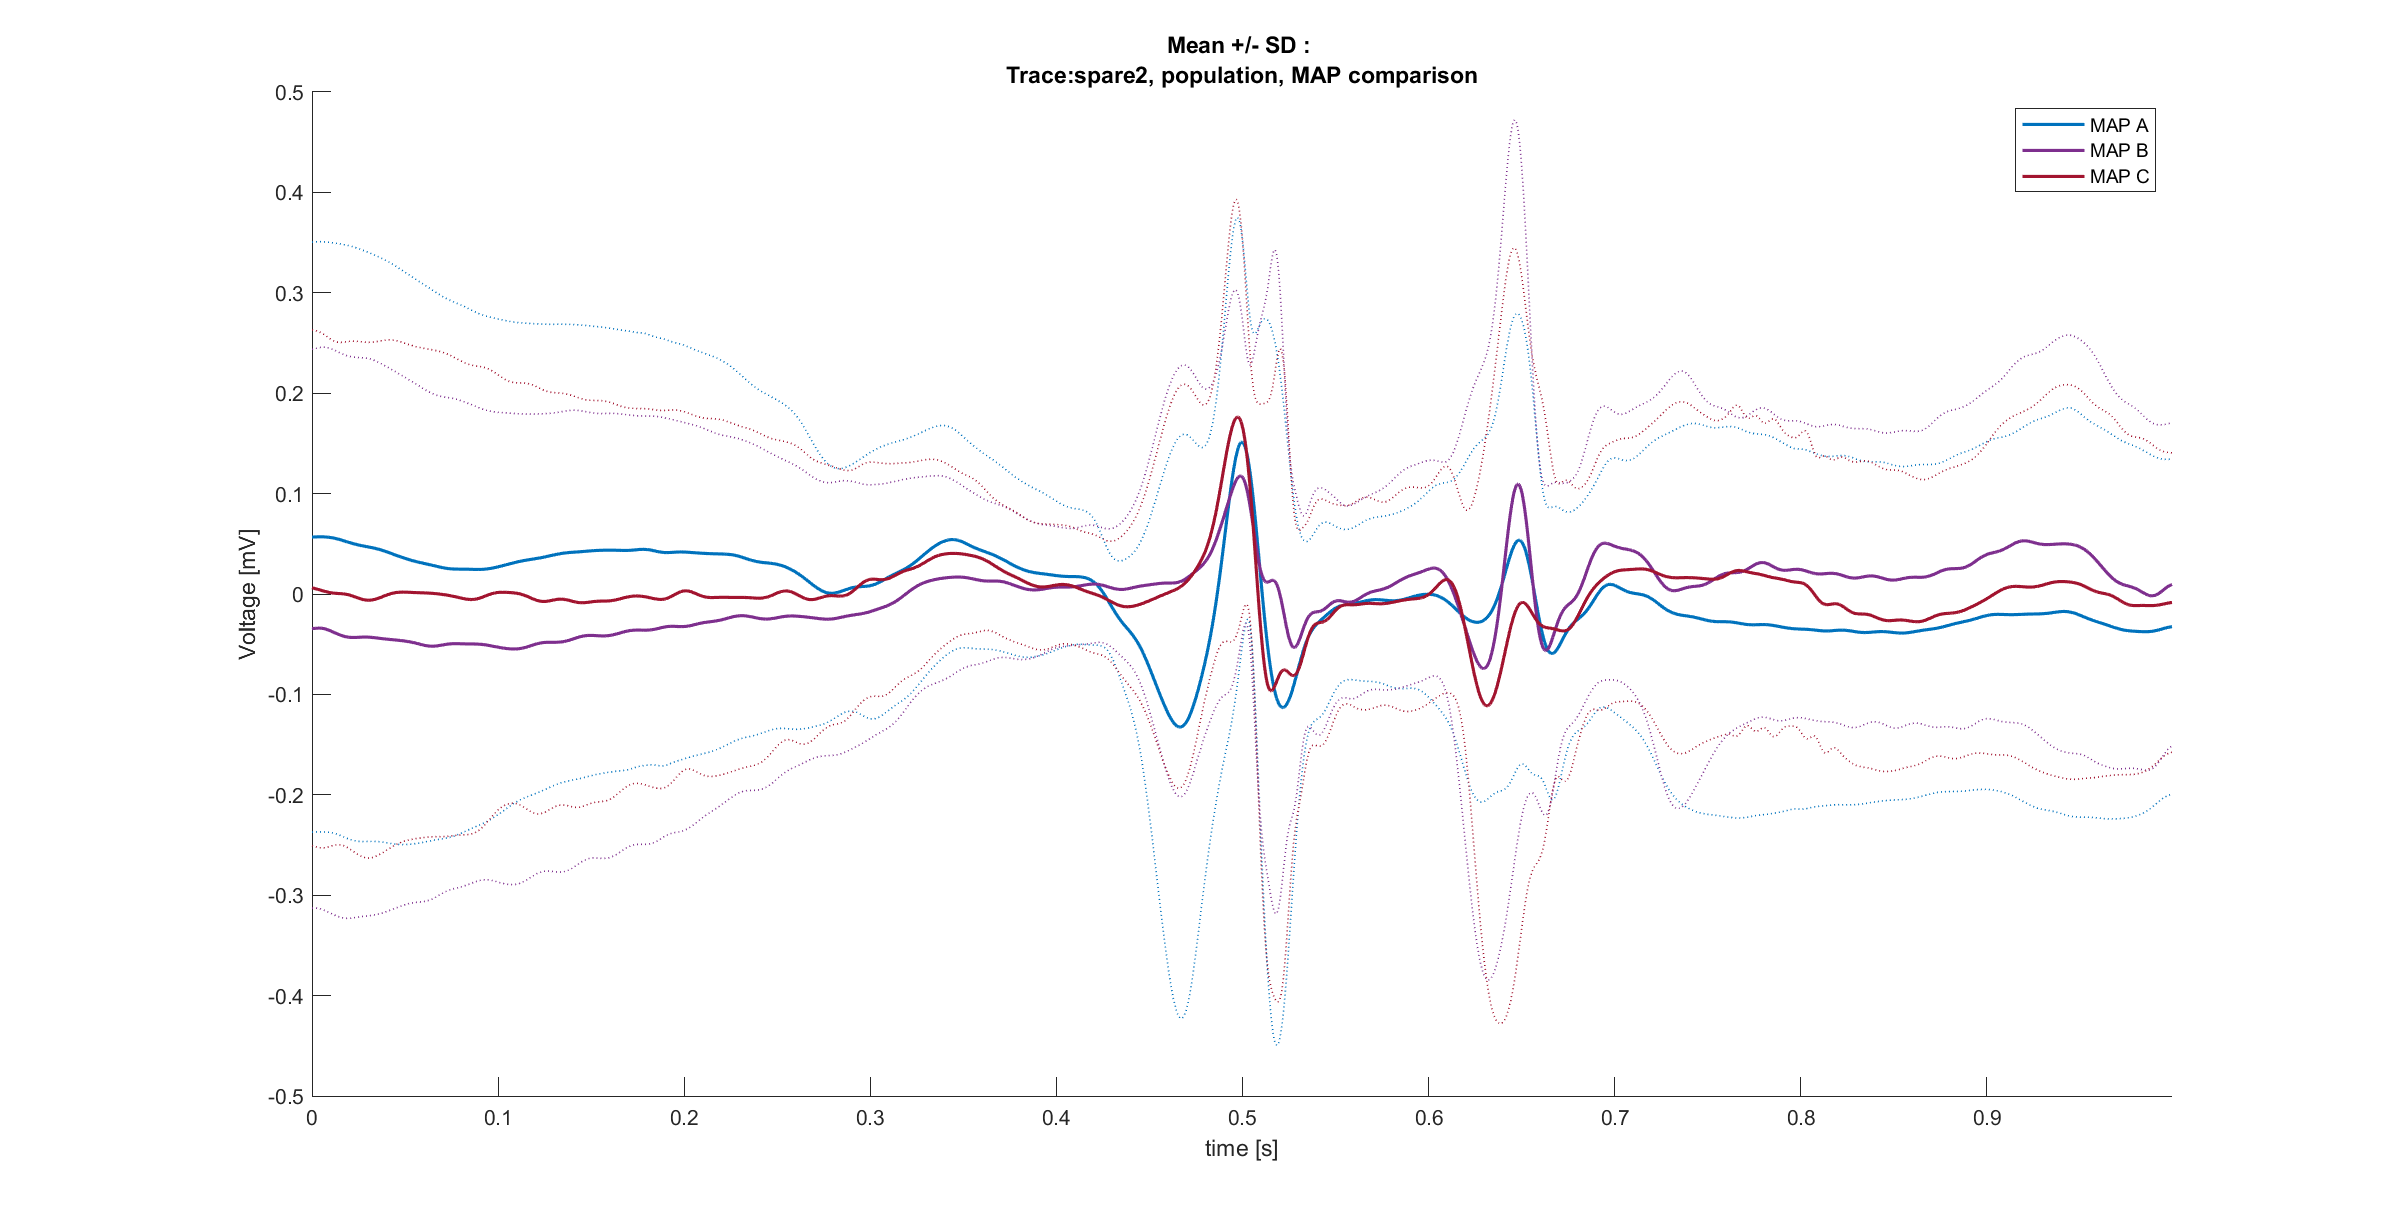 Mean +/- SD :
Trace:spare2, population, MAP comparison
MAP A
MAP B
MAP C
Voltage [mV]
0.5
0.4
0.3
0.2
0.1
0
-0.1
-0.2
-0.3
-0.4
-0.5
0 0.1 0.2 0.3 0.4 0.5 0.6 0.7 0.8 0.9
time [s]